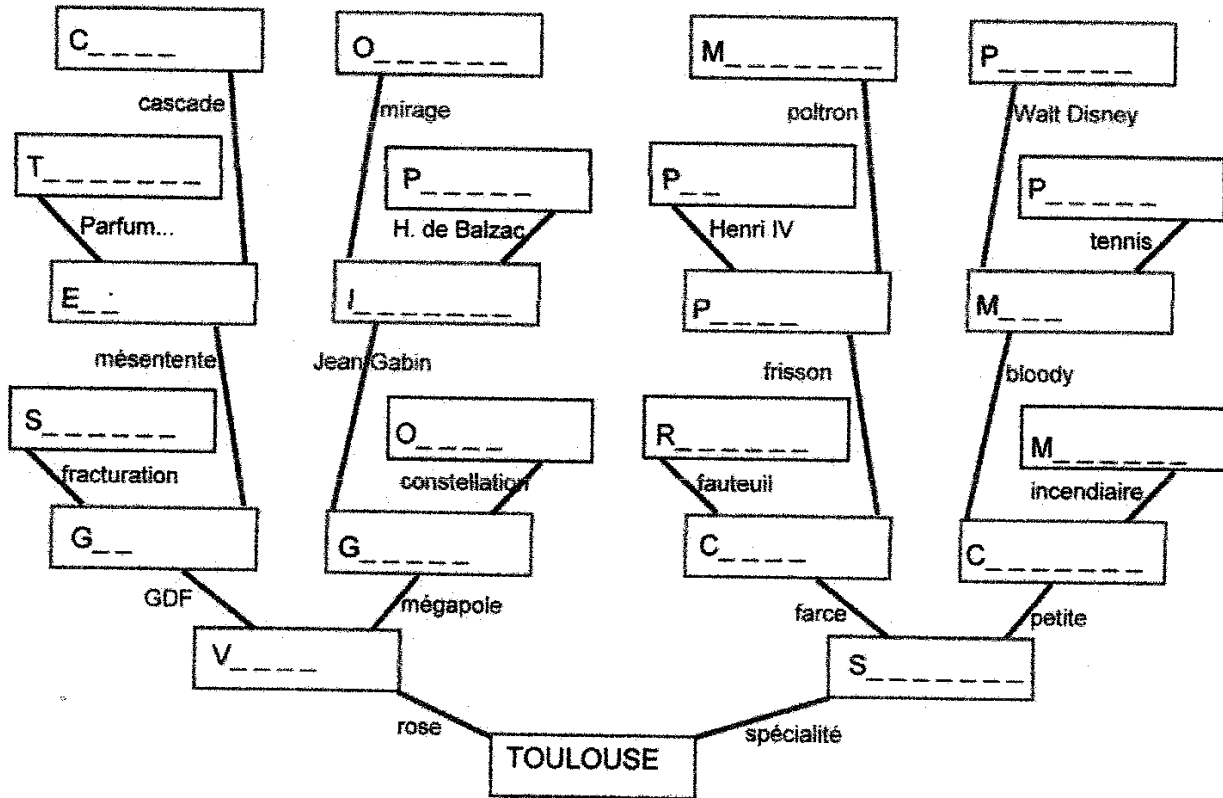 C_ _ _ _
O_ _ _ _ _ _
M_ _ _ _ _ _ _
P_ _ _ _ _ _
cascade
mirage
poltron
Walt Disney
T_ _ _ _ _ _ _
P_ _ _ _ _
P_ _
P_ _ _ _ _
Parfum...
H. de Balzac
Henri IV
tennis
E_ _
I_ _ _ _ _ _ _
P_ _ _ _
M_ _ _
mésentente
Jean Gabin
frisson
bloody
S_ _ _ _ _ _
O_ _ _ _
R_ _ _ _ _ _
M_ _ _ _ _ _
fracturation
constellation
fauteuil
incendiaire
G_ _
G_ _ _ _ _
C_ _ _ _
C_ _ _ _ _ _ _
GDF
mégapole
farce
petite
V_ _ _ _
S_ _ _ _ _ _ _
rose
spécialité
TOULOUSE